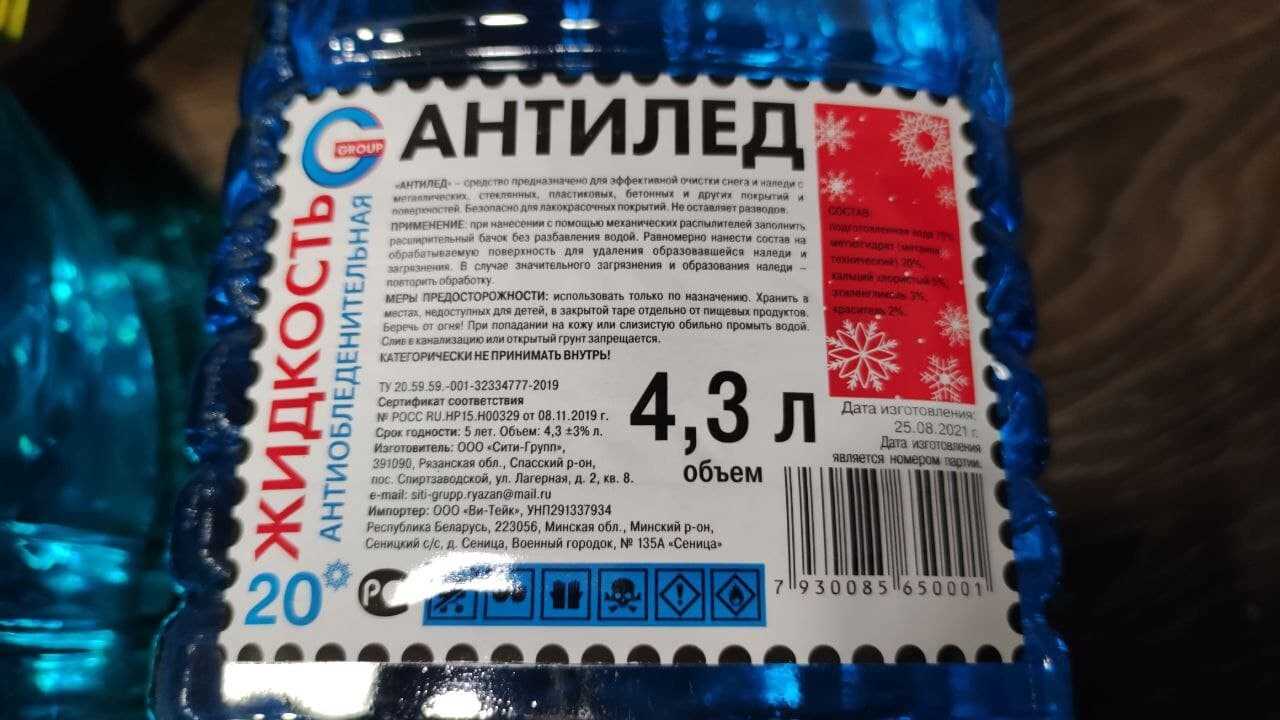 GROUP
АНТИЛЕД
ЖИДКОСТЬ
АНТИОБЛЕДЕНИТЕЛЬНАЯ
20
«АНТИЛЕД» – средство предназначено для эффективной очистки снега и наледи с
металлических, стеклянных, пластиковых, бетонных и других покрытий и
поверхностей. Безопасно для лакокрасочных покрытий. Не оставляет разводов.
ПРИМЕНЕНИЕ: при нанесении с помощью механических распылителей заполнить
расширительный бачок без разбавления водой. Равномерно нанести состав на
обрабатываемую поверхность для удаления образовавшейся наледи и
загрязнения. В случае значительного загрязнения и образования наледи –
повторить обработку.
МЕРЫ ПРЕДОСТОРОЖНОСТИ: использовать только по назначению. Хранить в
местах, недоступных для детей, в закрытой таре отдельно от пищевых продуктов.
Беречь от огня! При попадании на кожу или слизистую обильно промыть водой.
Слив в канализацию или открытый грунт запрещается.
КАТЕГОРИЧЕСКИ НЕ ПРИНИМАТЬ ВНУТРЬ!
ТУ 20.59.59.-001-32334777-2019
Сертификат соответствия
№ РОСС RU.HP15.H00329 от 08.11.2019 г.
Срок годности: 5 лет. Объем: 4,3 ±3% л.
Изготовитель: ООО «Сити-Групп»,
391090, Рязанская обл., Спасский р-он,
пос. Спиртзаводской, ул. Лагерная, д. 2, кв. 8.
e-mail: siti-grupp.ryazan@mail.ru
Импортер: ООО «Ви-Тейк», УНП291337934
Республика Беларусь, 223056, Минская обл., Минский р-он,
Сеницкий с/с, д. Сеница, Военный городок, № 135А «Сеница»
4,3 л
объем
СОСТАВ:
подготовленная вода
метилгидрат
технический) 20%,
кальций хлористый 5%,
этиленгликоль 3%,
краситель 2%.
Дата изготовления:
25.08.2021 г.
Дата изготовления
является номером партии.
7 930085 650001